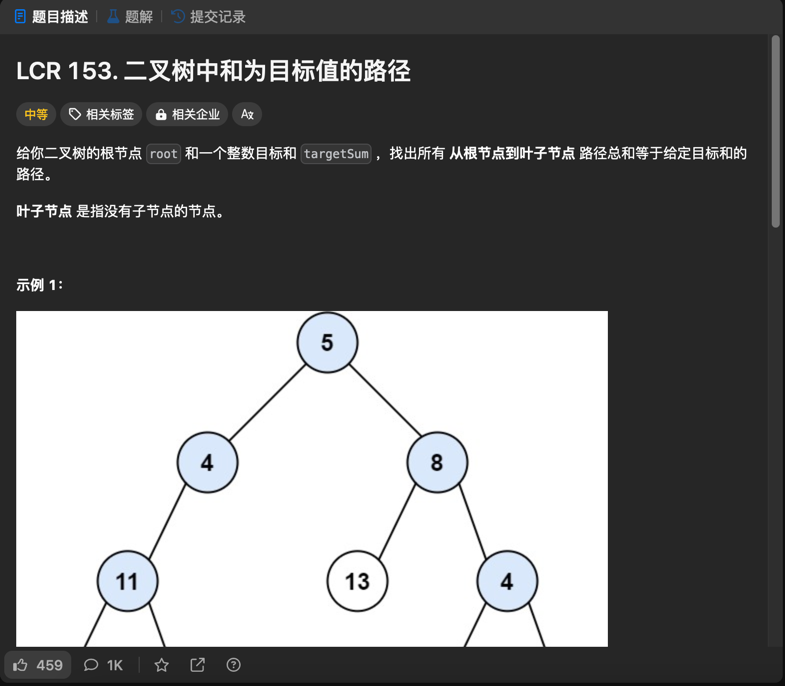 题目描述 题解 提交记录
LCR 153. 二叉树中和为目标值的路径
中等 相关标签 相关企业 Aх
给你二叉树的根节点 root 和一个整数目标和 targetSum ，找出所有 从根节点到叶子节点 路径总和等于给定目标和的
路径。
叶子节点 是指没有子节点的节点。
示例 1：
5
4 8
11 13 4
459 1K